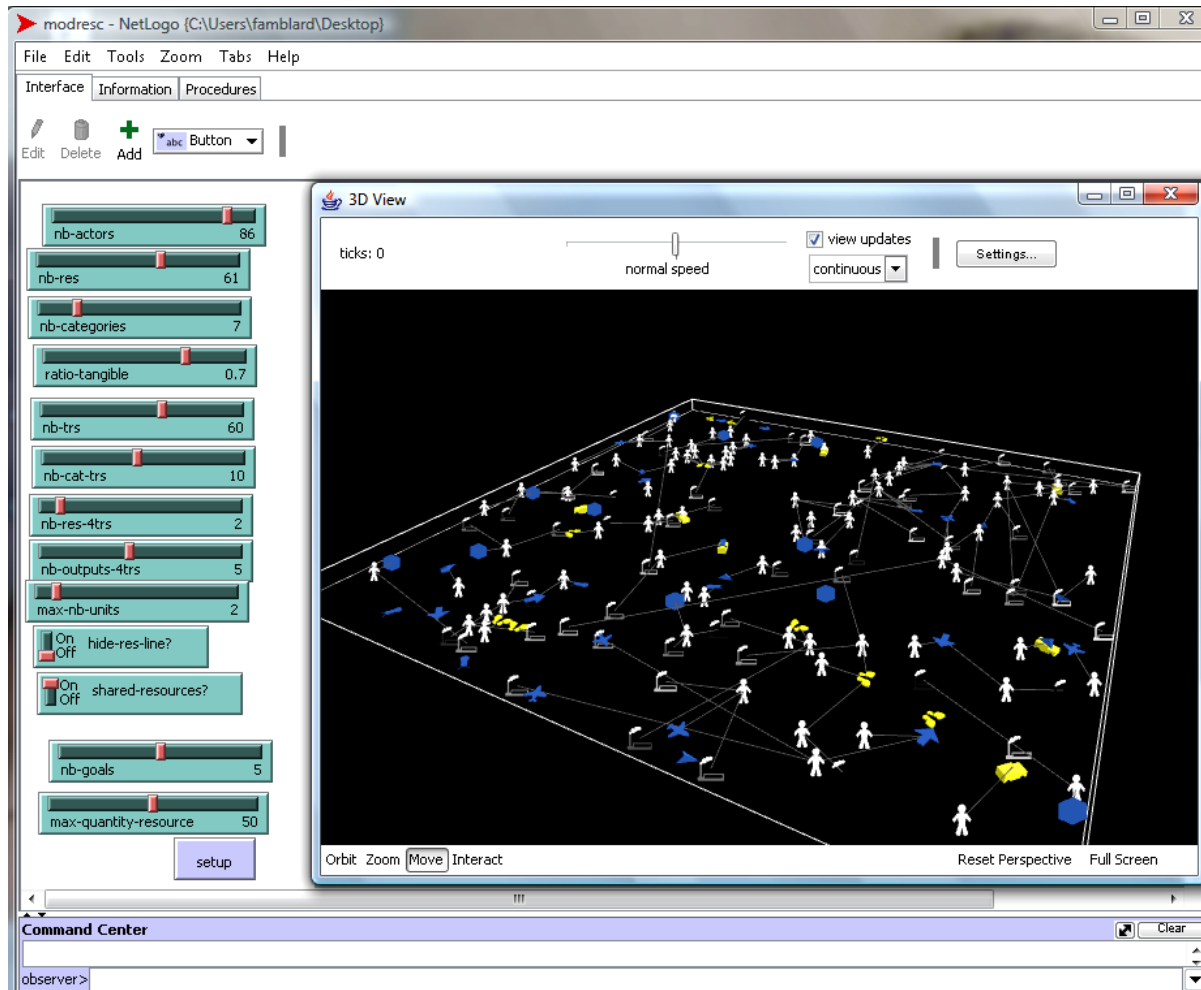 modresc - NetLogo {C:\Users\famblard\Desktop}
File Edit Tools Zoom Tabs Help
Interface Information Procedures
Edit Delete Add abc Button
3D View
ticks: 0
normal speed
view updates
continuous
Settings...
nb-actors 86
nb-res 61
nb-categories 7
ratio-tangible 0.7
nb-trs 60
nb-cat-trs 10
nb-res-4trs 2
nb-outputs-4trs 5
max-nb-units 2
On
Off
hide-res-line?
On
Off
shared-resources?
nb-goals 5
max-quantity-resource 50
setup
Orbit Zoom Move Interact Reset Perspective Full Screen
Command Center Clear
observer>